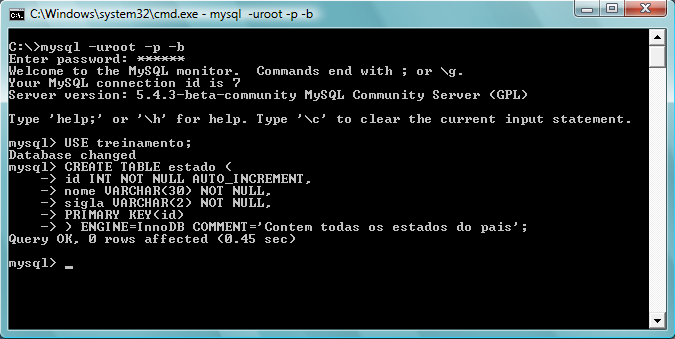 C:\Windows\system32\cmd.exe - mysql  -uroot -p -b
C:\>mysql -uroot -p -b
Enter password: ******
Welcome to the MySQL monitor.  Commands end with ; or \g.
Your MySQL connection id is 7
Server version: 5.4.3-beta-community MySQL Community Server (GPL)
Type 'help;' or '\h' for help. Type '\c' to clear the current input statement.
mysql> USE treinamento;
Database changed
mysql> CREATE TABLE estado (
    -> id INT NOT NULL AUTO_INCREMENT,
    -> nome VARCHAR(30) NOT NULL,
    -> sigla VARCHAR(2) NOT NULL,
    -> PRIMARY KEY(id)
    -> ) ENGINE=InnoDB COMMENT='Contem todas os estados do pais';
Query OK, 0 rows affected (0.45 sec)
mysql> _